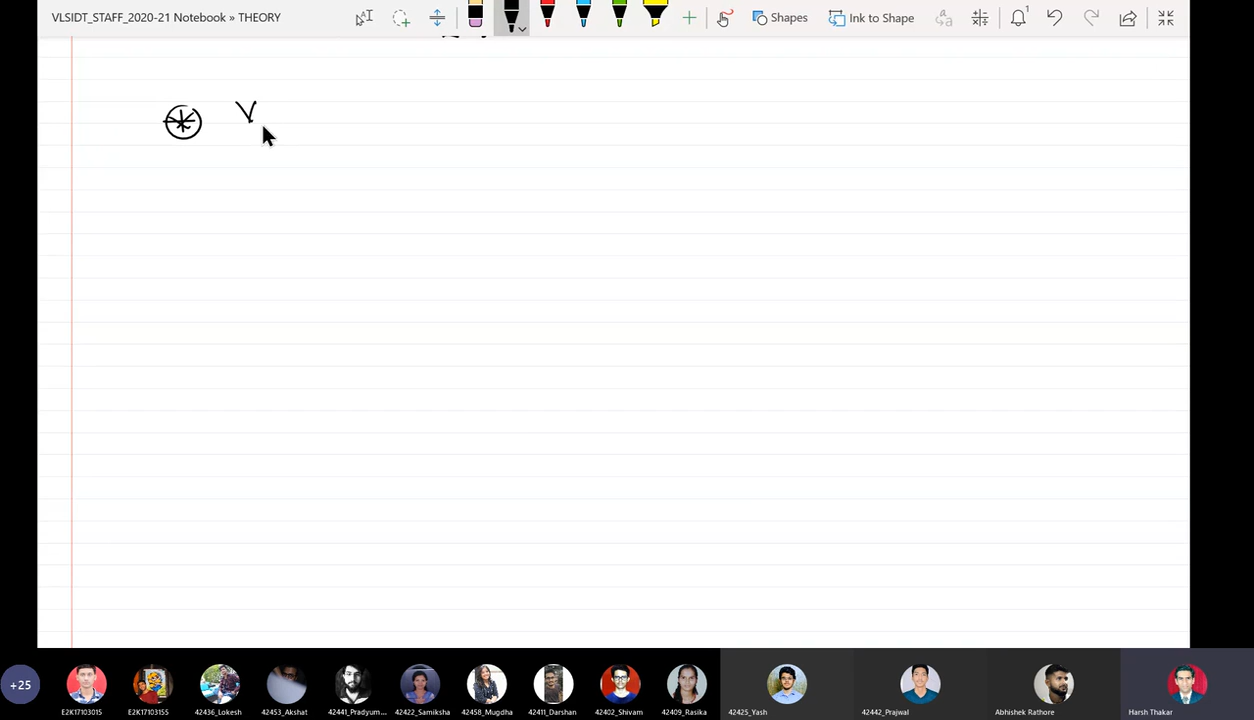 VLSIDT_STAFF_2020-21 Notebook » THEORY
Shapes
Ink to Shape
1
V
+25
E2K17103015
E2K17103155
42436_Lokesh
42453_Akshat
42441_Pradyum...
42422_Samiksha
42458_Mugdha
42411_Darshan
42402_Shivam
42409_Rasika
42425_Yash
42442_Prajwal
Abhishek Rathore
Harsh Thakar